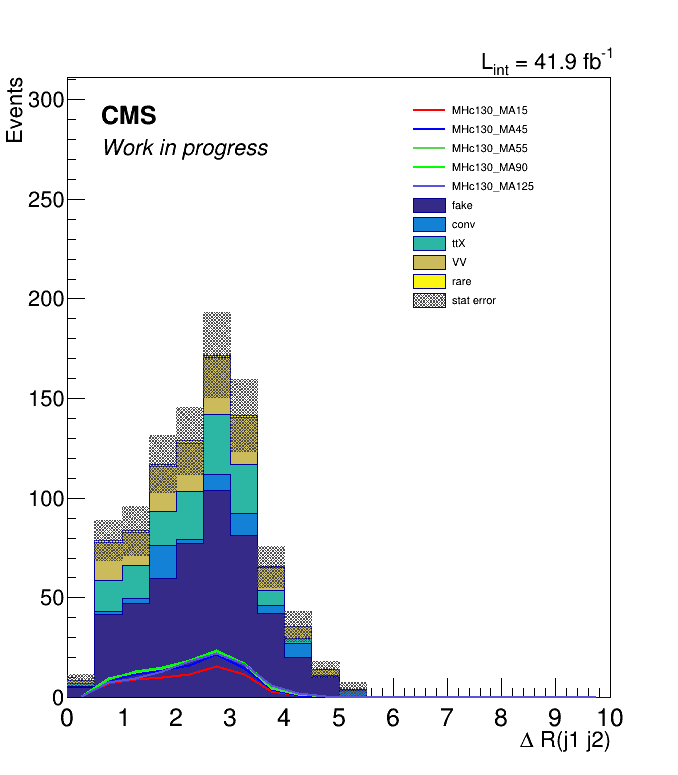 L_int = 41.9 fb^-1
Events
CMS
Work in progress
MHc130_MA15
MHc130_MA45
MHc130_MA55
MHc130_MA90
MHc130_MA125
fake
conv
ttX
VV
rare
stat error
300
250
200
150
100
50
0
0 1 2 3 4 5 6 7 8 9 10
Δ R(j1 j2)